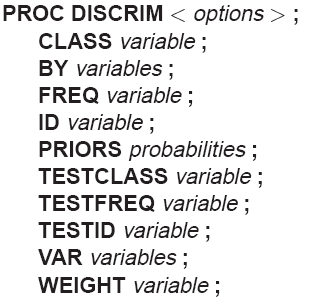 PROC DISCRIM < options > ;
CLASS variable ;
BY variables ;
FREQ variable ;
ID variable ;
PRIORS probabilities ;
TESTCLASS variable ;
TESTFREQ variable ;
TESTID variable ;
VAR variables ;
WEIGHT variable ;